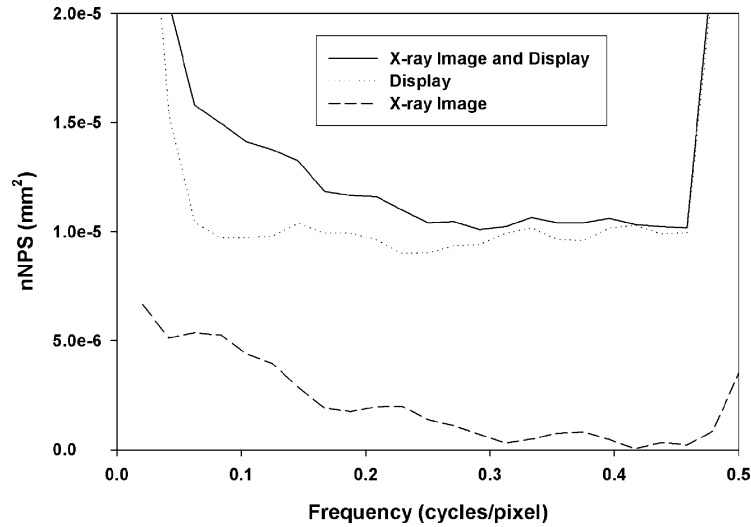 2.0e-5
X-ray Image and Display
Display
X-ray Image
1.5e-5
nNPS (mm²)
1.0e-5
5.0e-6
0.0
0.0 0.1 0.2 0.3 0.4 0.5
Frequency (cycles/pixel)